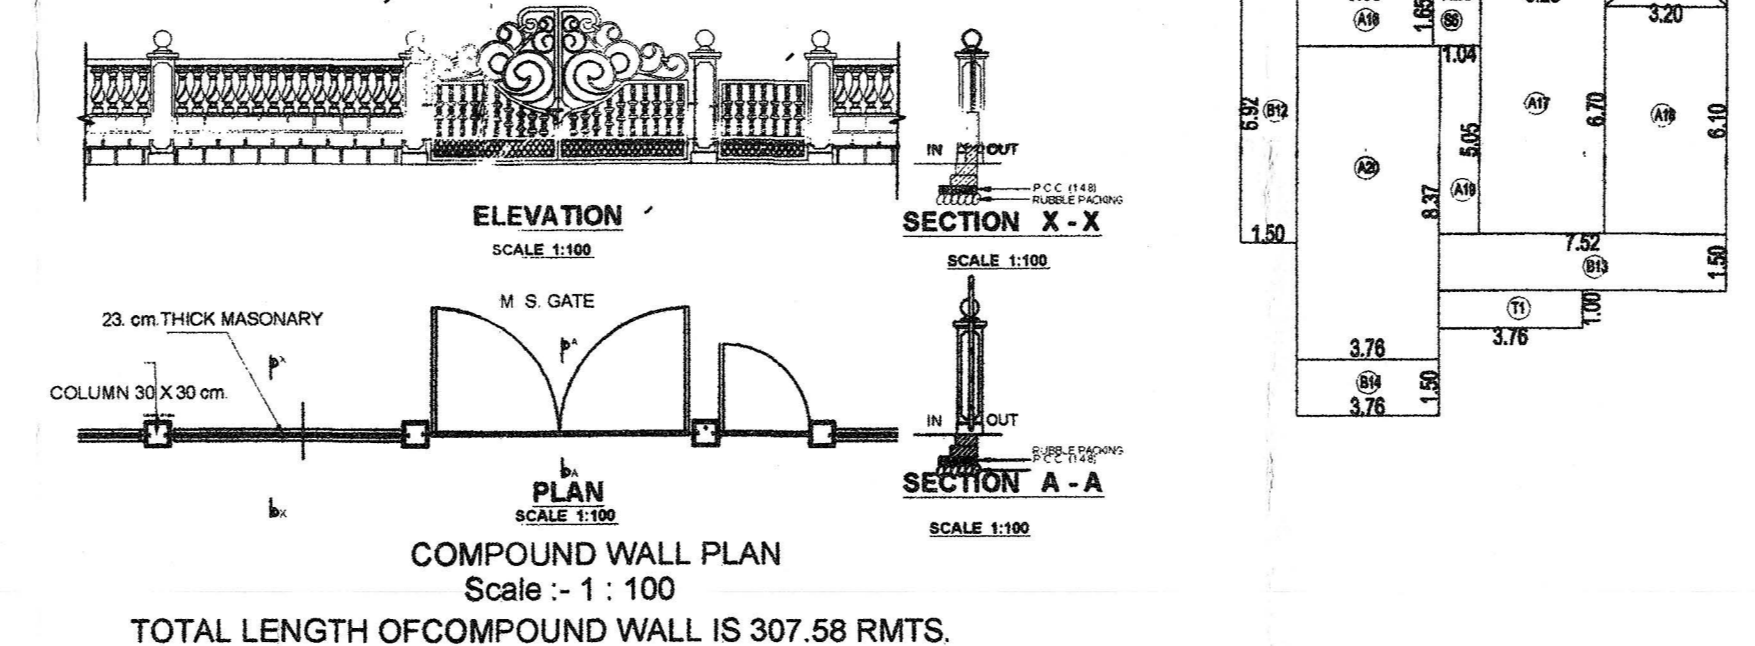 ELEVATION
SCALE 1:100
IN OUT
P C C (1:4:8)
RUBBLE PACKING
SECTION X - X
SCALE 1:100
M S. GATE
23. cm.THICK MASONARY
COLUMN 30 X 30 cm.
X
A
A
X
PLAN
SCALE 1:100
IN OUT
RUBBLE PACKING
P C C (1:4:8)
SECTION A - A
SCALE 1:100
COMPOUND WALL PLAN
Scale :- 1 : 100
TOTAL LENGTH OFCOMPOUND WALL IS 307.58 RMTS.
1.65
S6
3.20
1.04
6.92
B12
A17
6.70
6.10
A20
5.05
A19
8.37
1.50
7.52
B13
1.50
T1
1.00
3.76
3.76
B14
1.50
3.76